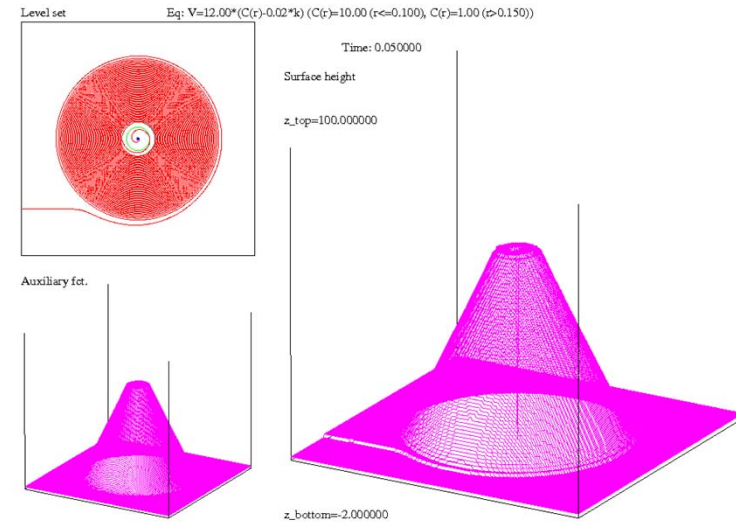 Level set
Eq: V=12.00*(C(r)-0.02*k) (C(r)=10.00 (r<=0.100), C(r)=1.00 (r>0.150))
Time: 0.050000
Surface height
z_top=100.000000
Auxiliary fct.
z_bottom=-2.000000